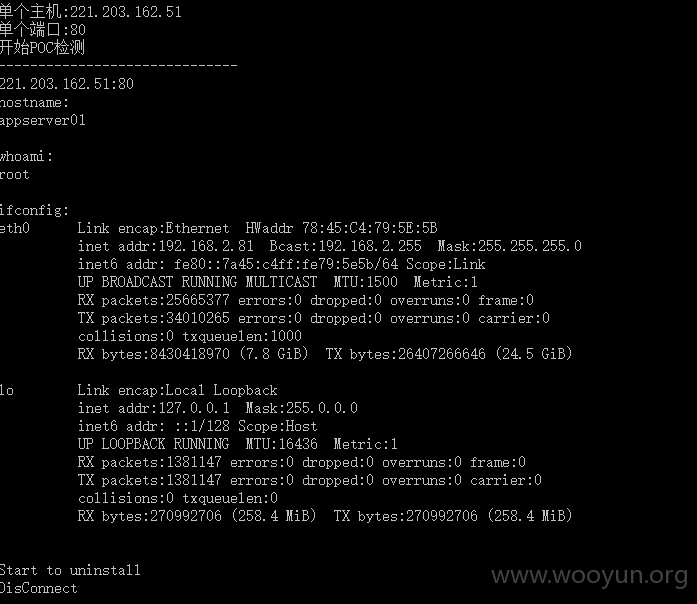 单个主机:221.203.162.51
单个端口:80
开始POC检测
------------------------------
221.203.162.51:80
hostname:
appserver01
whoami:
root
ifconfig:
eth0 Link encap:Ethernet HWaddr 78:45:C4:79:5E:5B
inet addr:192.168.2.81 Bcast:192.168.2.255 Mask:255.255.255.0
inet6 addr: fe80::7a45:c4ff:fe79:5e5b/64 Scope:Link
UP BROADCAST RUNNING MULTICAST MTU:1500 Metric:1
RX packets:25665377 errors:0 dropped:0 overruns:0 frame:0
TX packets:34010265 errors:0 dropped:0 overruns:0 carrier:0
collisions:0 txqueuelen:1000
RX bytes:8430418970 (7.8 GiB) TX bytes:26407266646 (24.5 GiB)
lo Link encap:Local Loopback
inet addr:127.0.0.1 Mask:255.0.0.0
inet6 addr: ::1/128 Scope:Host
UP LOOPBACK RUNNING MTU:16436 Metric:1
RX packets:1381147 errors:0 dropped:0 overruns:0 frame:0
TX packets:1381147 errors:0 dropped:0 overruns:0 carrier:0
collisions:0 txqueuelen:0
RX bytes:270992706 (258.4 MiB) TX bytes:270992706 (258.4 MiB)
Start to uninstall
DisConnect
www.wooyun.org